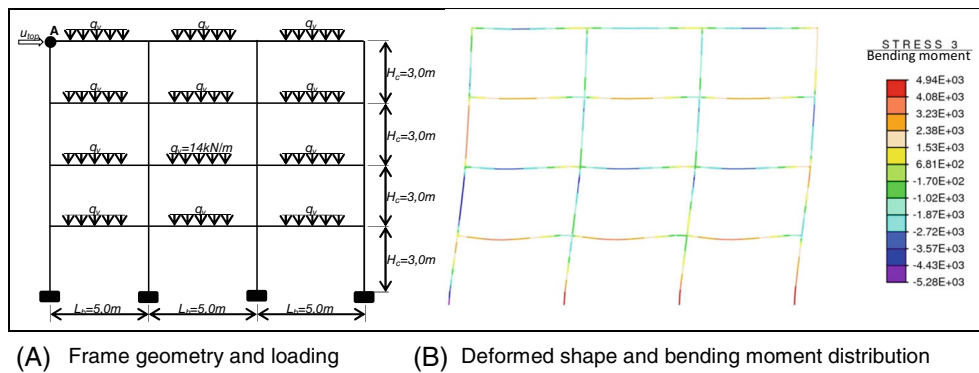 q_v q_v q_v
A
u_top
H_c=3,0m
q_v q_v q_v
H_c=3,0m
q_v q_v=14kN/m q_v
H_c=3,0m
q_v q_v q_v
H_c=3,0m
L_b=5.0m L_b=5.0m L_b=5.0m
STRESS 3
Bending moment
4.94E+03
4.08E+03
3.23E+03
2.38E+03
1.53E+03
6.81E+02
-1.70E+02
-1.02E+03
-1.87E+03
-2.72E+03
-3.57E+03
-4.43E+03
-5.28E+03
(A) Frame geometry and loading
(B) Deformed shape and bending moment distribution